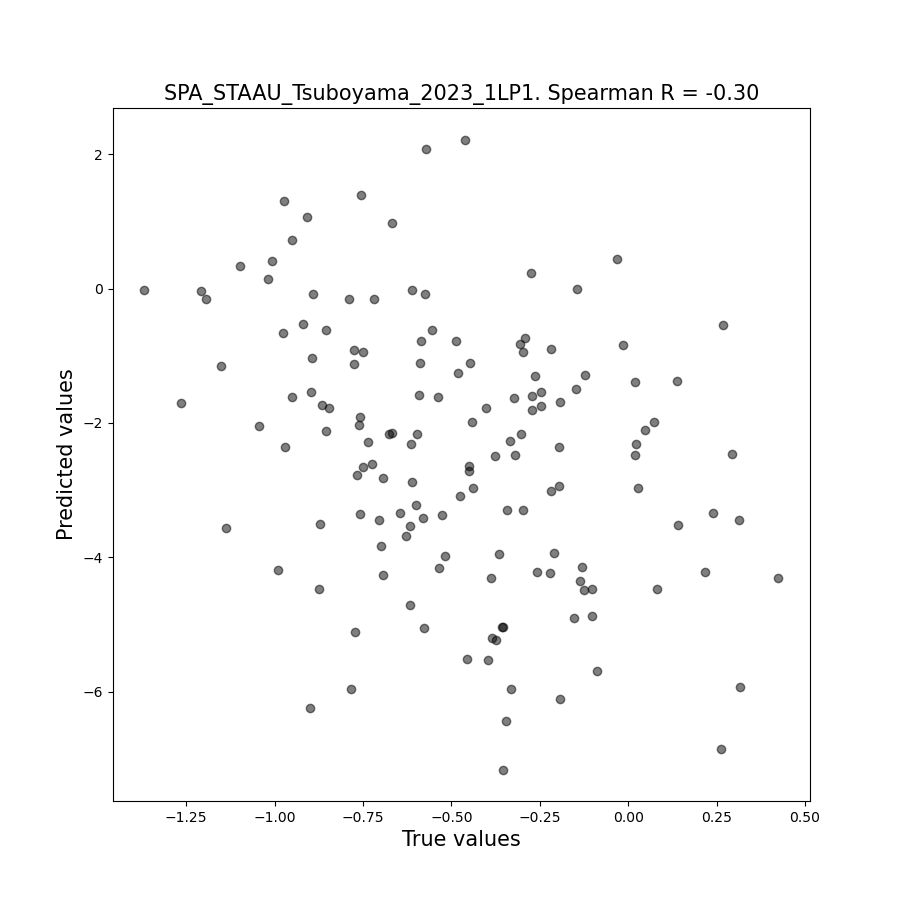 SPA_STAAU_Tsuboyama_2023_1LP1. Spearman R = -0.30
Predicted values
2
0
−2
−4
−6
−1.25 −1.00 −0.75 −0.50 −0.25 0.00 0.25 0.50
True values